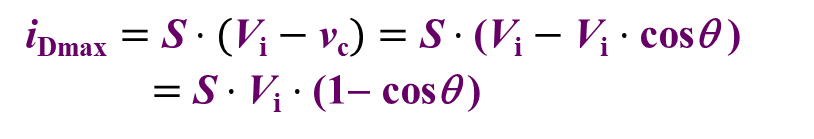 i_Dmax = S · (V_i − v_c) = S · (V_i − V_i · cosθ)
= S · V_i · (1− cosθ)